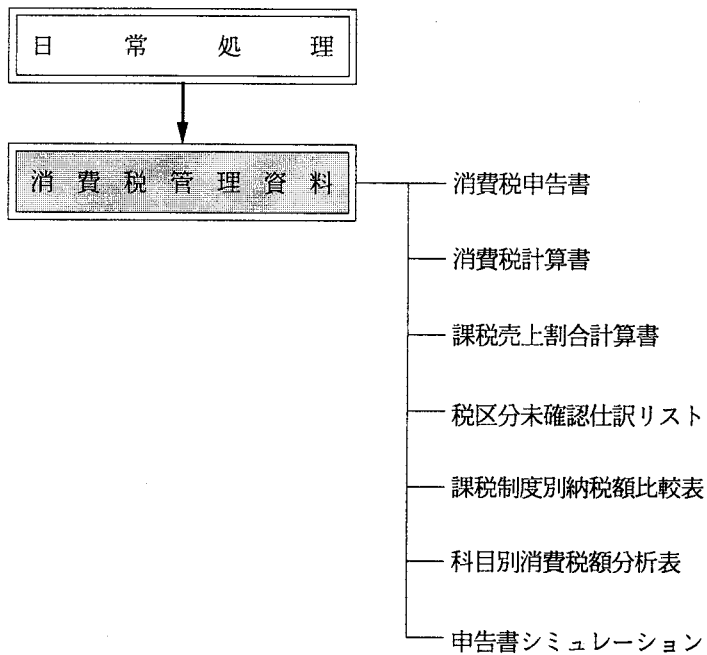 日常処理
消費税管理資料
消費税申告書
消費税計算書
課税売上割合計算書
税区分未確認仕訳リスト
課税制度別納税額比較表
科目別消費税額分析表
申告書シミュレーション